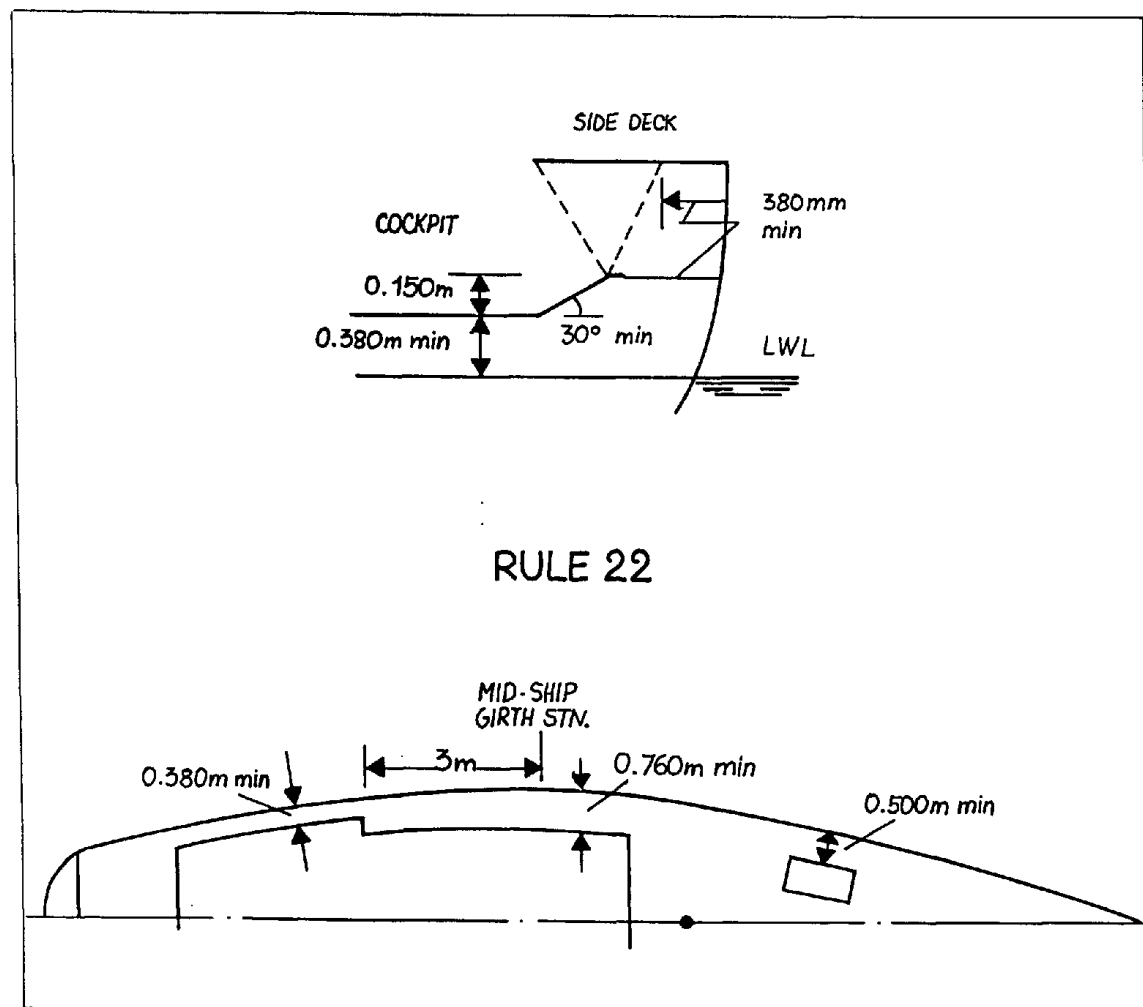 SIDE DECK
380mm
min
COCKPIT
0.150m
30° min
0.380m min
LWL
RULE 22
MID-SHIP
GIRTH STN.
3m
0.760m min
0.380m min
0.500m min